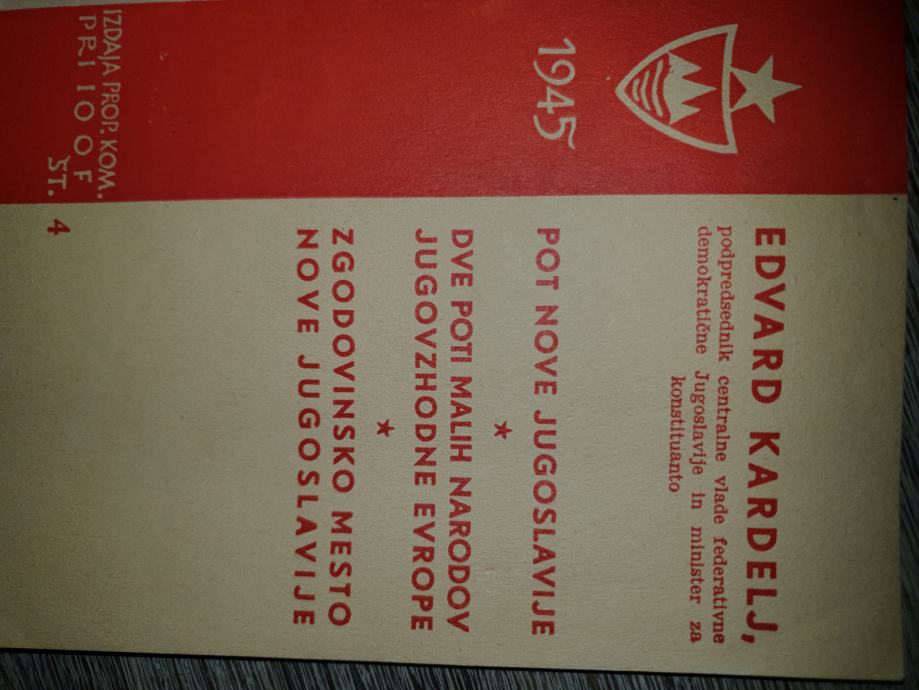 EDVARD KARDELJ,
podpredsednik centralne vlade federativne
demokratične Jugoslavije in minister za
konstituanto
1945
POT NOVE JUGOSLAVIJE
DVE POTI MALIH NARODOV
JUGOVZHODNE EVROPE
ZGODOVINSKO MESTO
NOVE JUGOSLAVIJE
IZDAJA PROP. KOM.
PRI IO O F
ŠT. 4